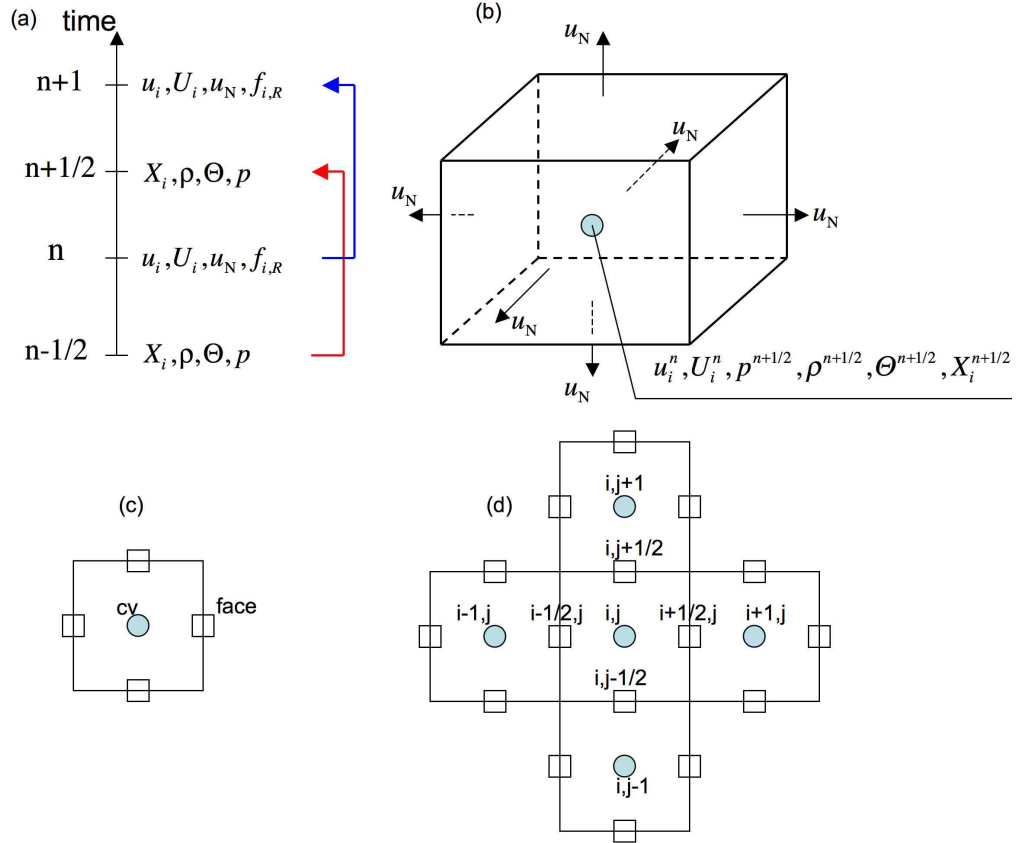 (a) time
n+1 u_i, U_i, u_N, f_{i,R}
n+1/2 X_i, ρ, Θ, p
n u_i, U_i, u_N, f_{i,R}
n-1/2 X_i, ρ, Θ, p
(b)
u_N
u_N
u_N
u_N
u_N
u_N
u_i^n, U_i^n, p^{n+1/2}, ρ^{n+1/2}, Θ^{n+1/2}, X_i^{n+1/2}
(c)
cv
face
(d)
i,j+1
i,j+1/2
i-1,j i-1/2,j i,j i+1/2,j i+1,j
i,j-1/2
i,j-1